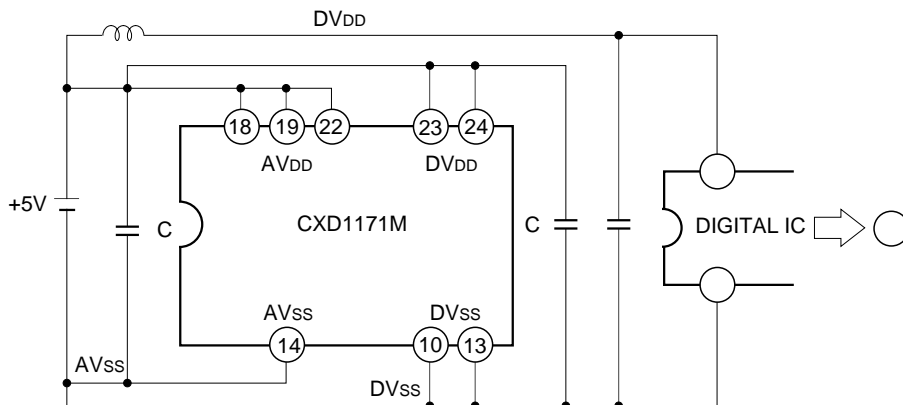 DVDD
18 19 22 23 24
AVDD DVDD
+5V
C CXD1171M C DIGITAL IC
AVSS DVSS
14 10 13
AVSS DVSS